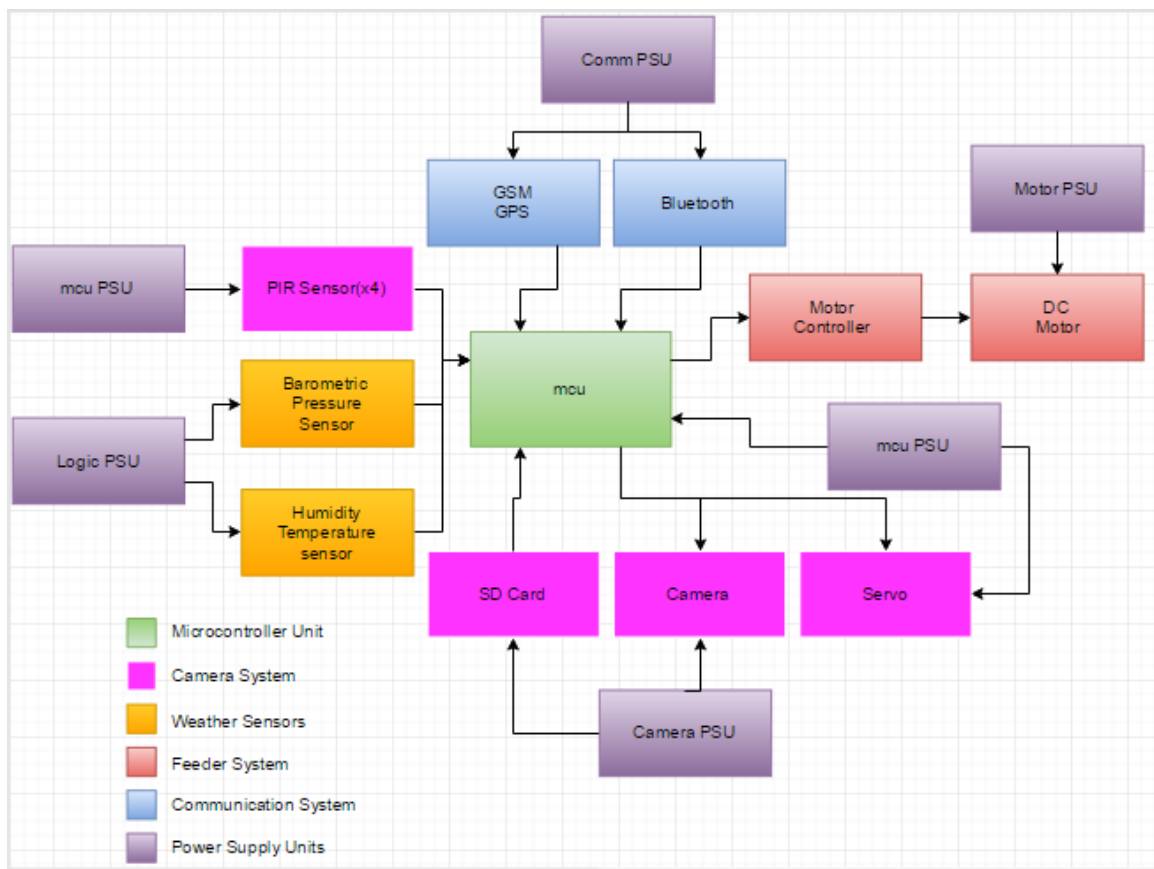 Comm PSU
GSM
GPS
Bluetooth
Motor PSU
mcu PSU
PIR Sensor(x4)
Motor
Controller
DC
Motor
mcu
Barometric
Pressure
Sensor
Logic PSU
mcu PSU
Humidity
Temperature
sensor
SD Card
Camera
Servo
Camera PSU
Microcontroller Unit
Camera System
Weather Sensors
Feeder System
Communication System
Power Supply Units